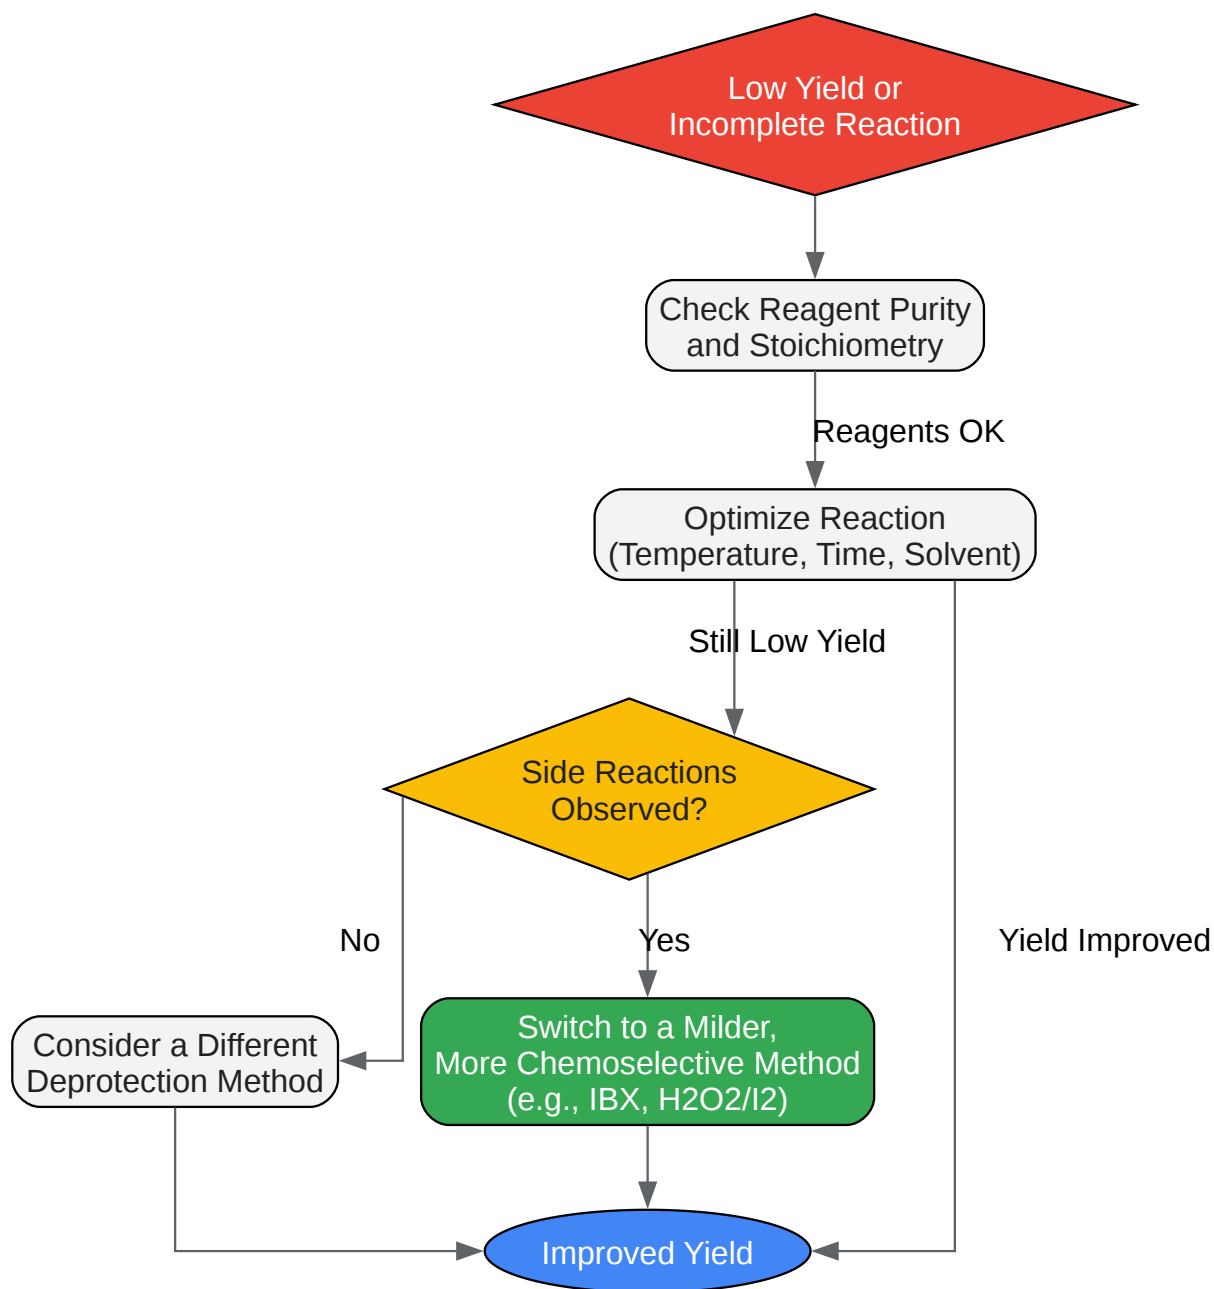 Low Yield or
Incomplete Reaction
Check Reagent Purity
and Stoichiometry
Reagents OK
Optimize Reaction
(Temperature, Time, Solvent)
Still Low Yield
Side Reactions
Observed?
No
Yes
Yield Improved
Consider a Different
Deprotection Method
Switch to a Milder,
More Chemoselective Method
(e.g., IBX, H2O2/I2)
Improved Yield